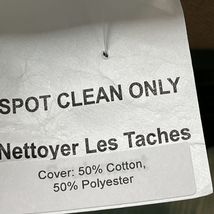 SPOT CLEAN ONLY
Nettoyer Les Taches
Cover: 50% Cotton,
50% Polyester